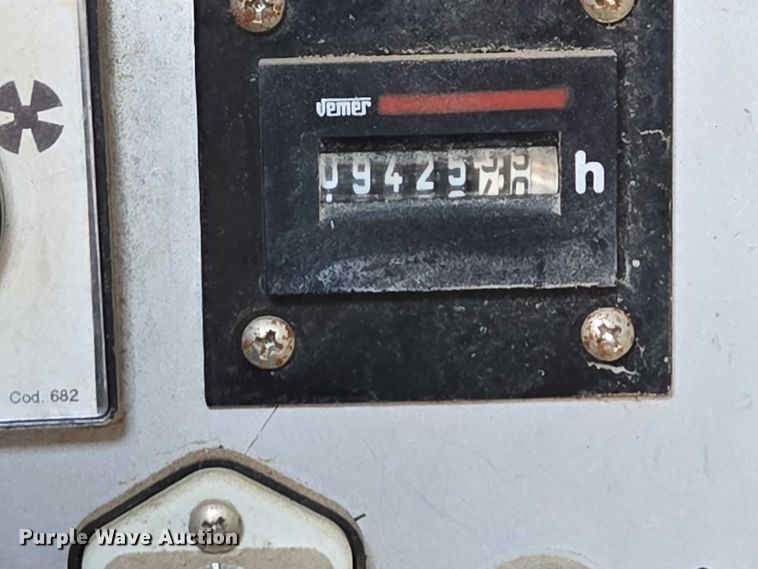 Vemer
09425 h
Cod. 682
Purple Wave Auction